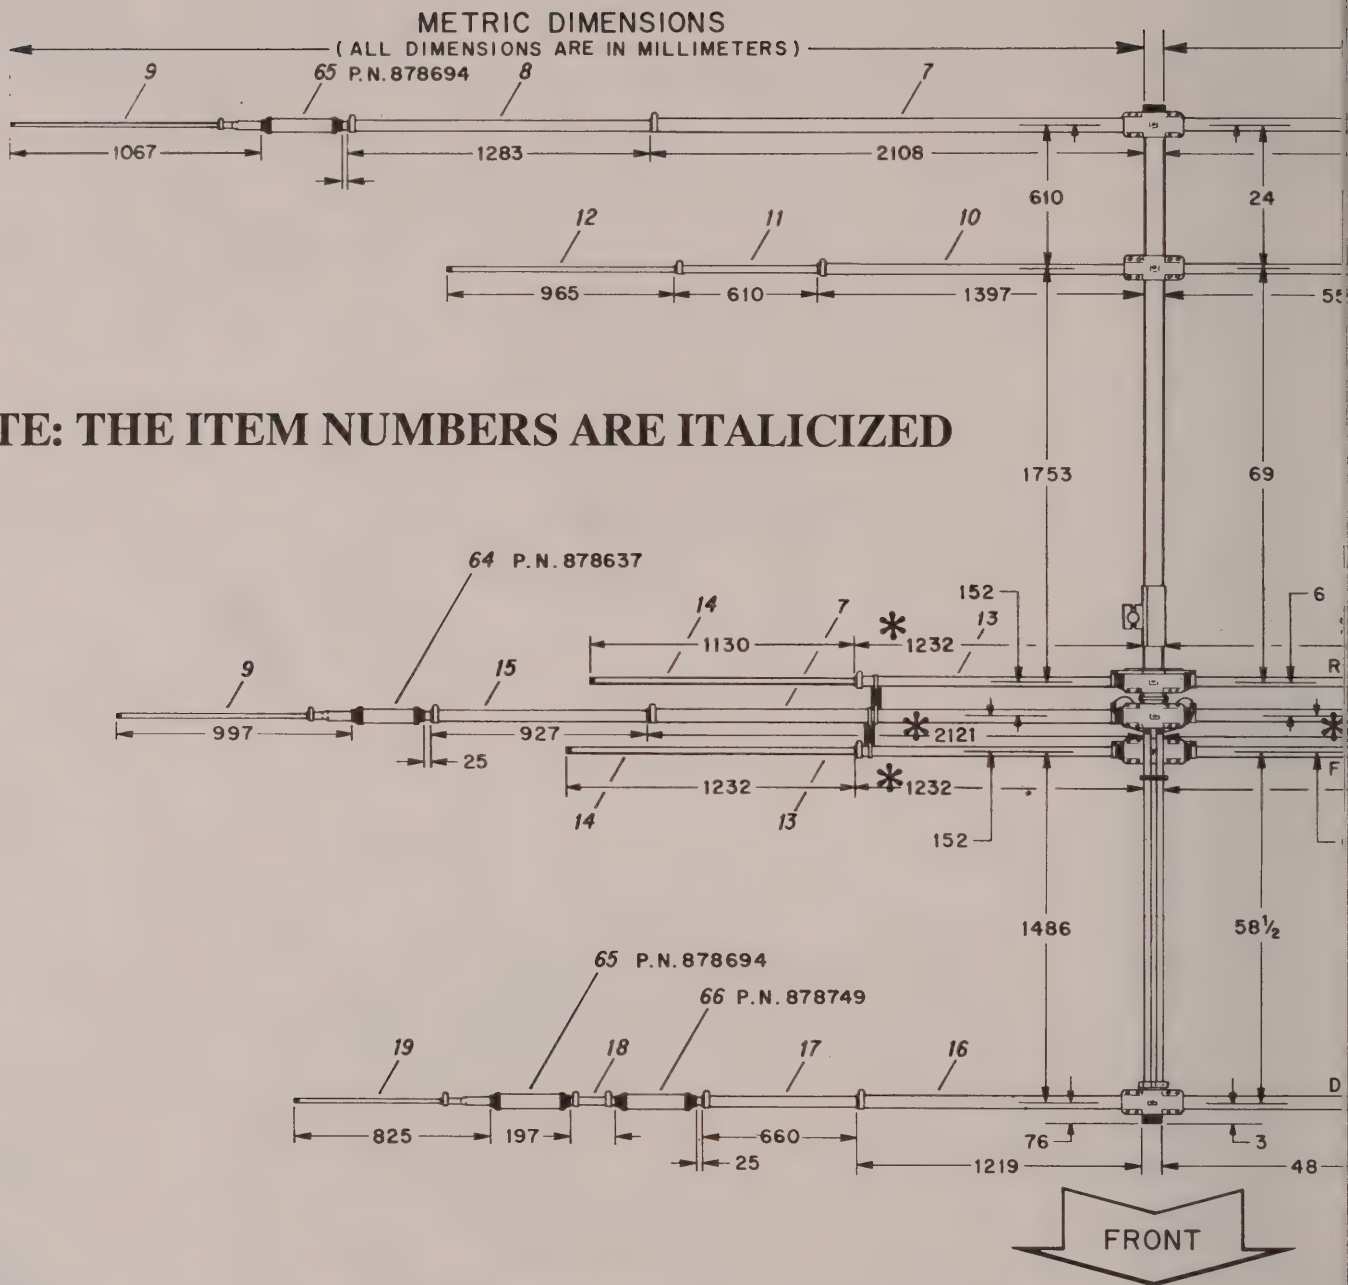 METRIC DIMENSIONS
(ALL DIMENSIONS ARE IN MILLIMETERS)
9 65 P.N.878694 8 7
1067 1283 2108
610 24
12 11 10
965 610 1397 55
TE: THE ITEM NUMBERS ARE ITALICIZED
1753 69
64 P.N.878637
152 6
14 7 * 13
1130 1232
9 15 R
997 927 * 2121 *
25
1232 * 1232 F
14 13
152
1486 58½
65 P.N.878694
66 P.N.878749
19 18 17 16
D
825 197 660 76 3
25 1219 48
FRONT